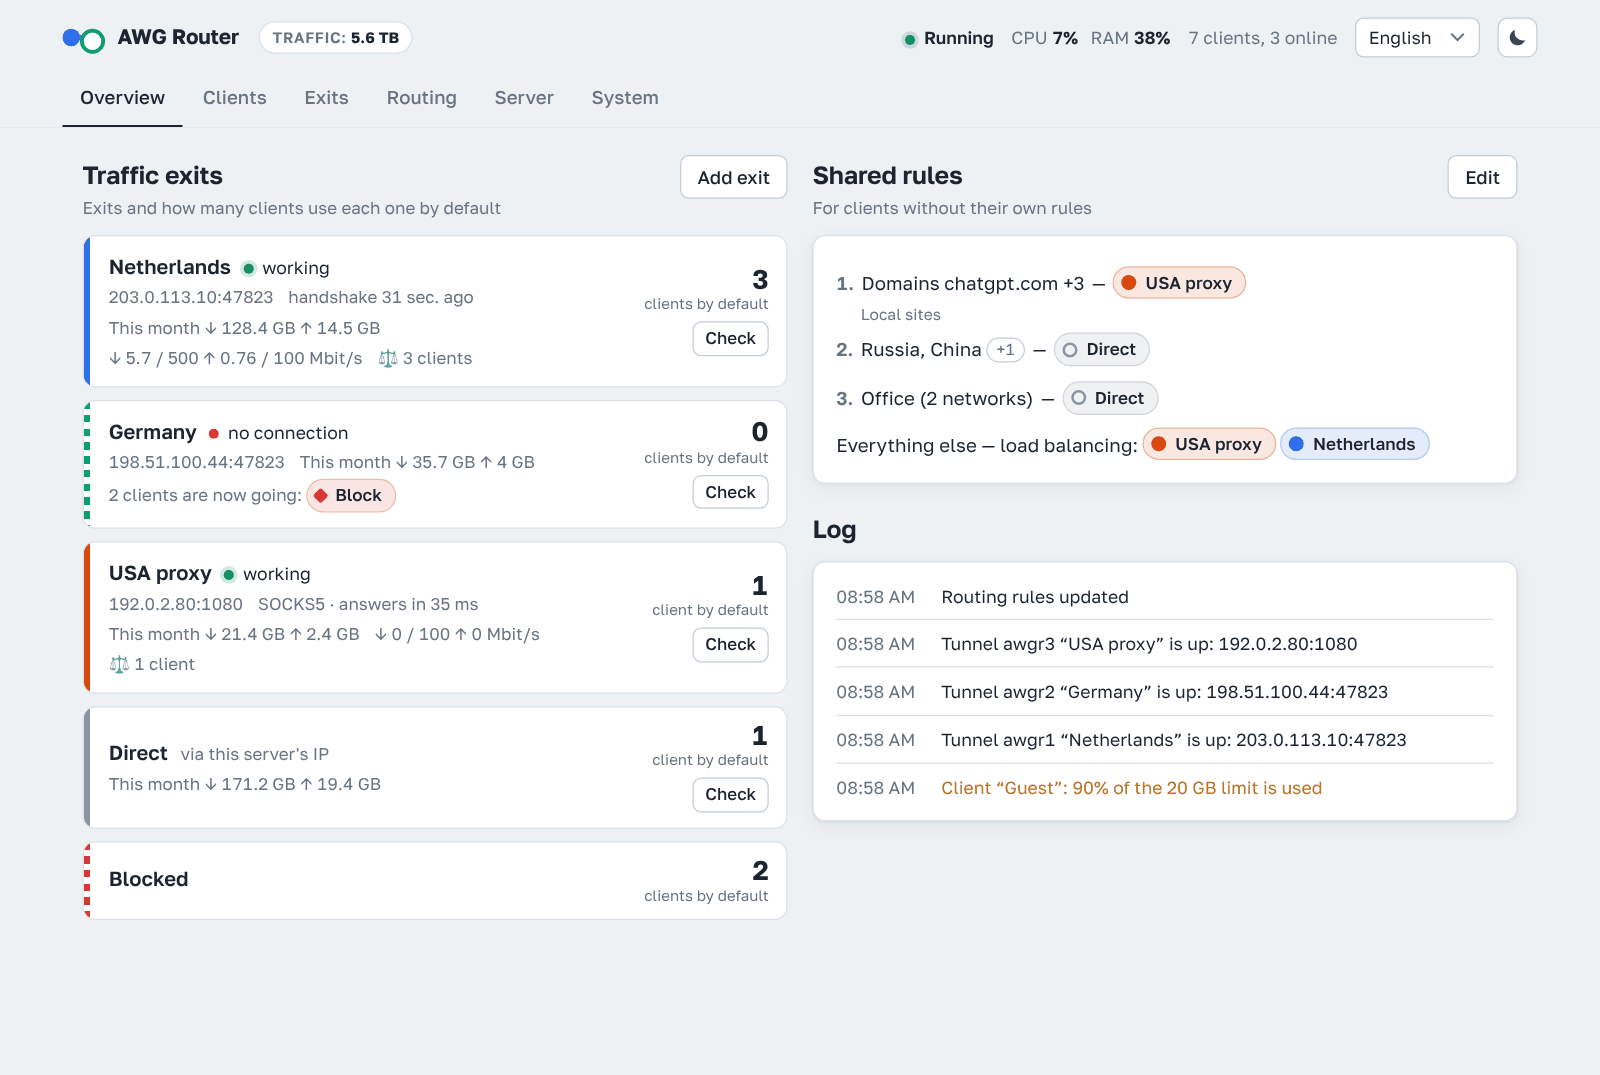 AWG Router
TRAFFIC: 5.6 TB
Running
CPU 7%
RAM 38%
7 clients, 3 online
English
Overview
Clients
Exits
Routing
Server
System
Traffic exits
Add exit
Exits and how many clients use each one by default
Netherlands
working
203.0.113.10:47823 handshake 31 sec. ago
This month ↓ 128.4 GB ↑ 14.5 GB
↓ 5.7 / 500 ↑ 0.76 / 100 Mbit/s ⚖ 3 clients
3
clients by default
Check
Germany
no connection
198.51.100.44:47823 This month ↓ 35.7 GB ↑ 4 GB
2 clients are now going: Block
0
clients by default
Check
USA proxy
working
192.0.2.80:1080 SOCKS5 · answers in 35 ms
This month ↓ 21.4 GB ↑ 2.4 GB ↓ 0 / 100 ↑ 0 Mbit/s
⚖ 1 client
1
client by default
Check
Direct via this server's IP
This month ↓ 171.2 GB ↑ 19.4 GB
1
client by default
Check
Blocked
2
clients by default
Shared rules
Edit
For clients without their own rules
1. Domains chatgpt.com +3 — USA proxy
Local sites
2. Russia, China +1 — Direct
3. Office (2 networks) — Direct
Everything else — load balancing: USA proxy Netherlands
Log
08:58 AM Routing rules updated
08:58 AM Tunnel awgr3 “USA proxy” is up: 192.0.2.80:1080
08:58 AM Tunnel awgr2 “Germany” is up: 198.51.100.44:47823
08:58 AM Tunnel awgr1 “Netherlands” is up: 203.0.113.10:47823
08:58 AM Client “Guest”: 90% of the 20 GB limit is used